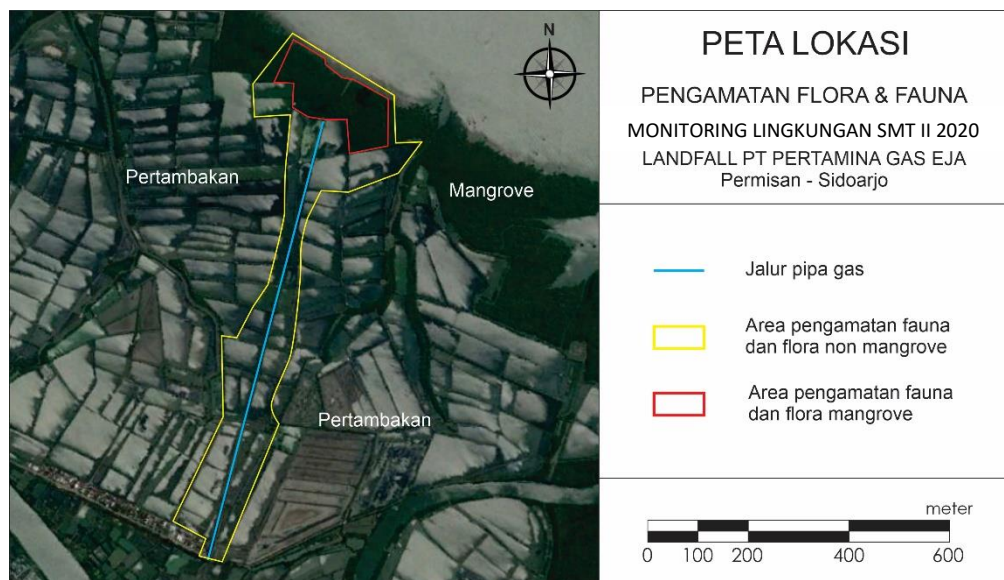 PETA LOKASI
PENGAMATAN FLORA & FAUNA
MONITORING LINGKUNGAN SMT II 2020
LANDFALL PT PERTAMINA GAS EJA
Permisan - Sidoarjo
N
Pertambakan
Mangrove
Pertambakan
Jalur pipa gas
Area pengamatan fauna
dan flora non mangrove
Area pengamatan fauna
dan flora mangrove
meter
0 100 200 400 600